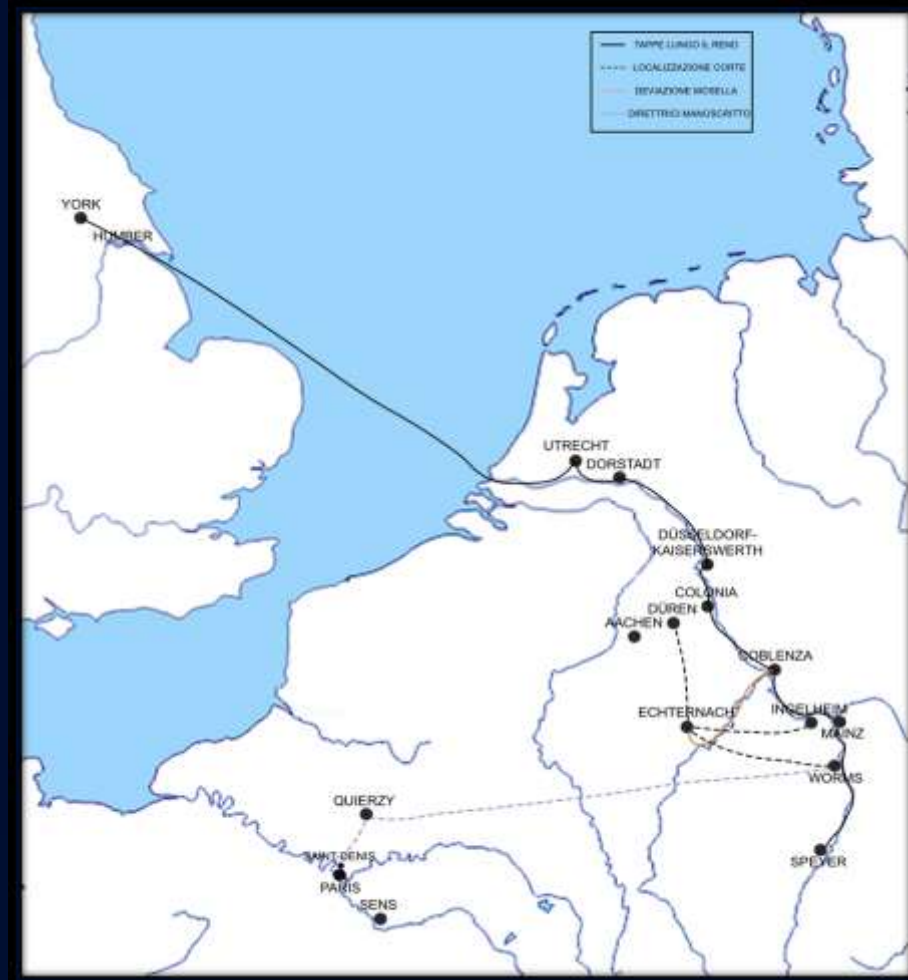 TAPPE LUNGO IL RENO
LOCALIZZAZIONE CORTE
DEVIAZIONE MOSELLA
DIRETTRICI MANOSCRITTO
YORK
HUMBER
UTRECHT
DORSTADT
DÜSSELDORF-
KAISERSWERTH
COLONIA
DÜREN
AACHEN
COBLENZA
ECHTERNACH
INGELHEIM
MAINZ
WORMS
QUIERZY
SAINT-DENIS
PARIS
SPEYER
SENS